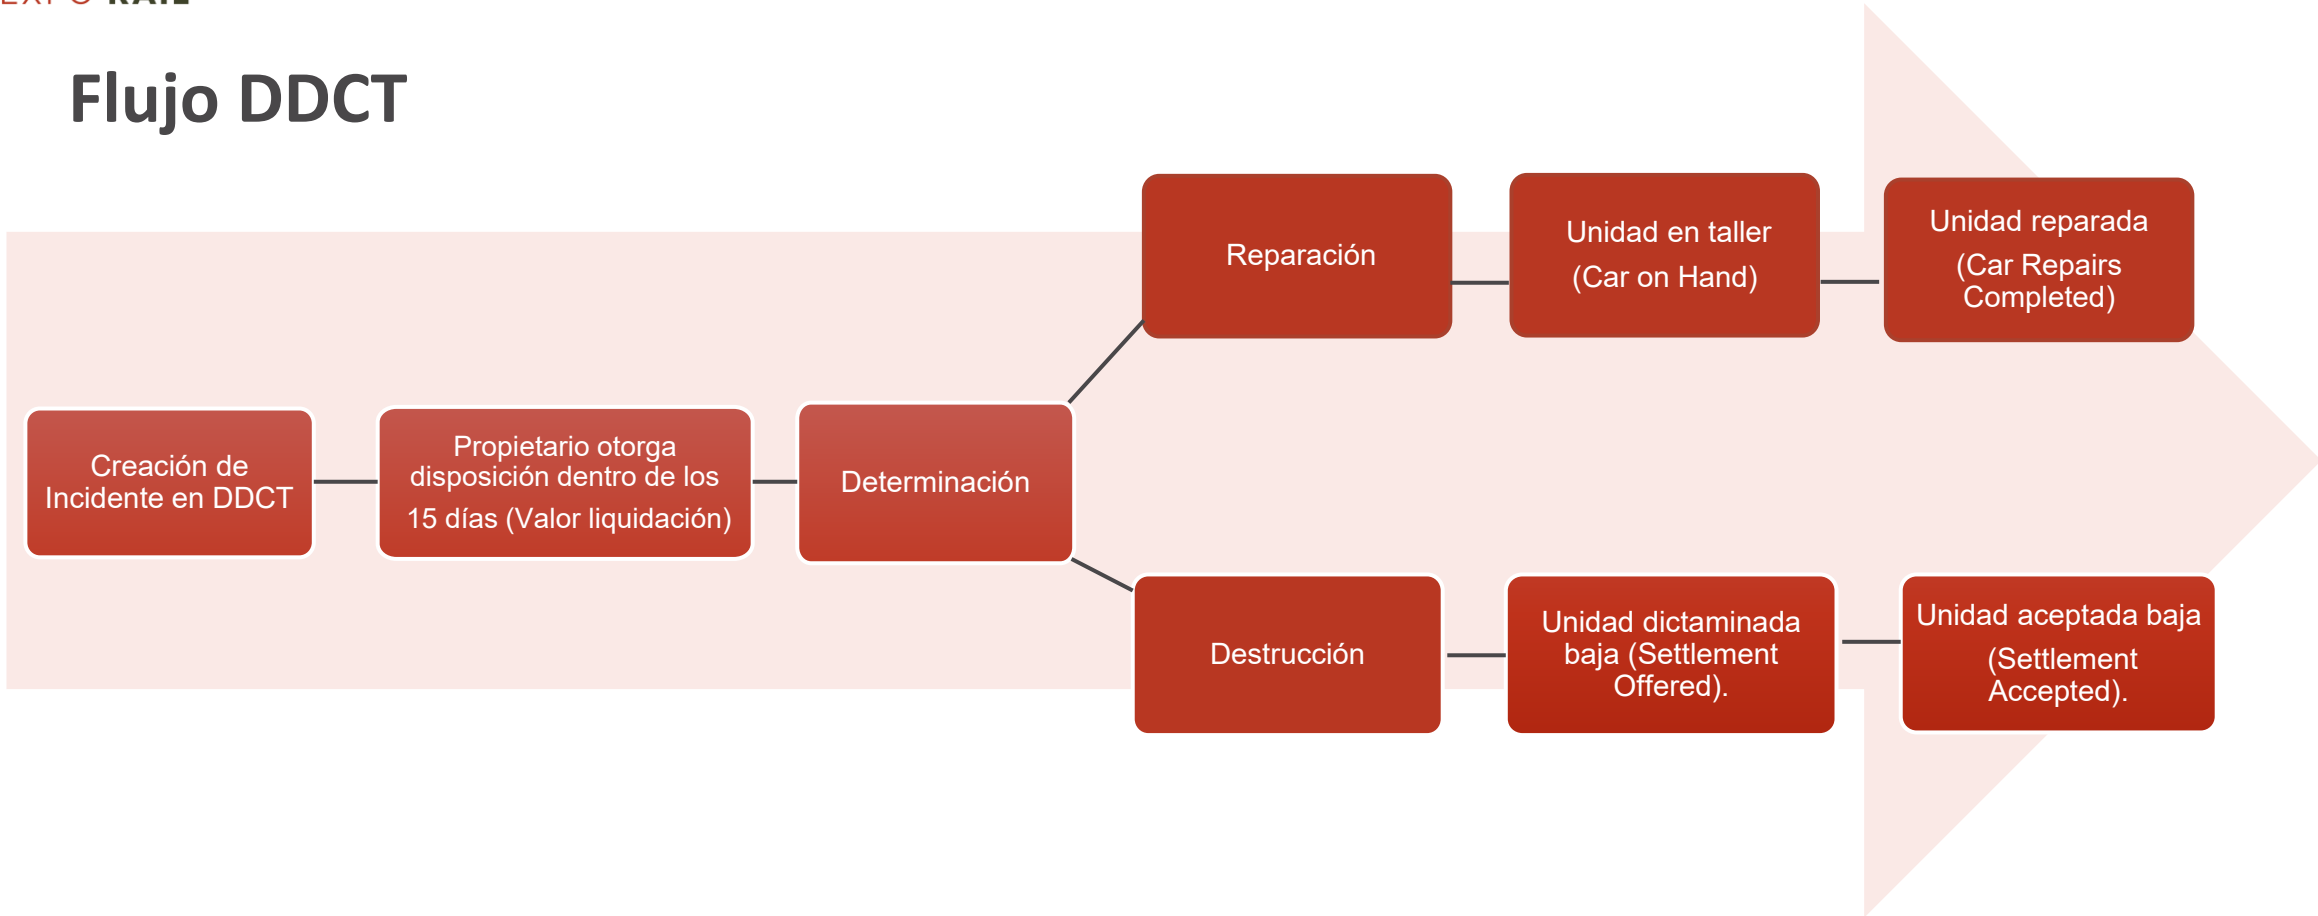 EXPO RAIL
Flujo DDCT
Creación de
Incidente en DDCT
Propietario otorga
disposición dentro de los
15 días (Valor liquidación)
Determinación
Reparación
Unidad en taller
(Car on Hand)
Unidad reparada
(Car Repairs
Completed)
Destrucción
Unidad dictaminada
baja (Settlement
Offered).
Unidad aceptada baja
(Settlement
Accepted).